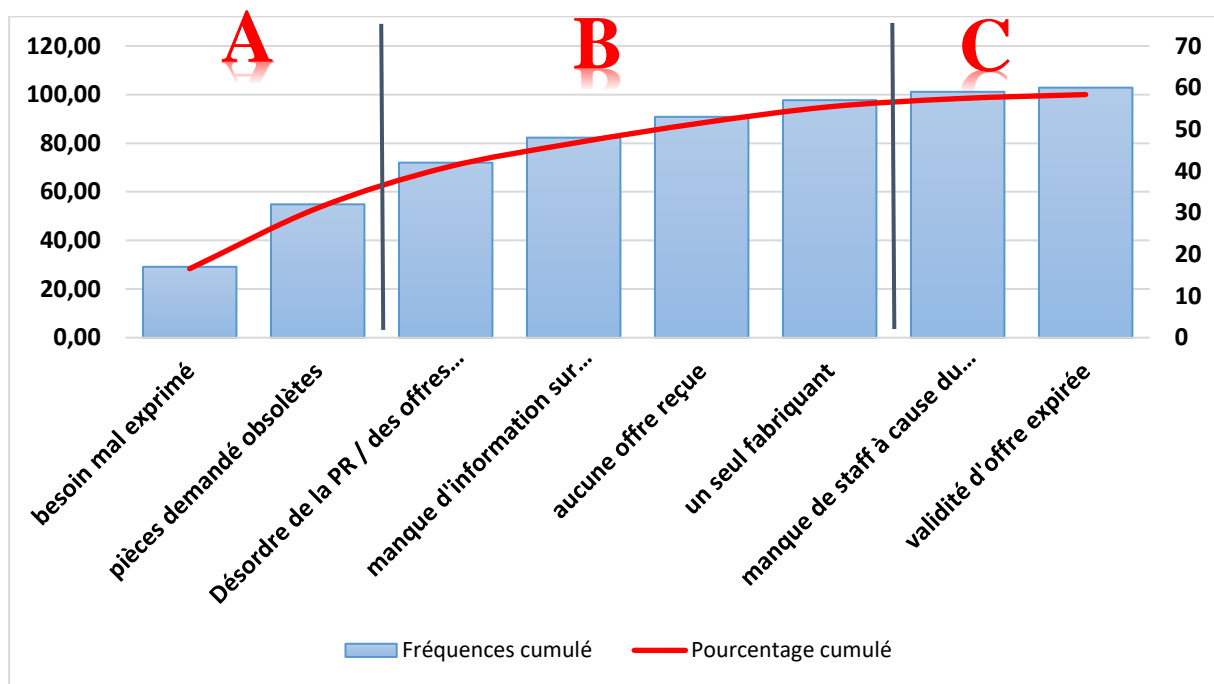 A B C
120,00
100,00
80,00
60,00
40,00
20,00
0,00
70
60
50
40
30
20
10
0
besoin mal exprimé
pièces demandé obsolètes
Désordre de la PR / des offres…
manque d'information sur…
aucune offre reçue
un seul fabriquant
manque de staff à cause du…
validité d'offre expirée
Fréquences cumulé
Pourcentage cumulé